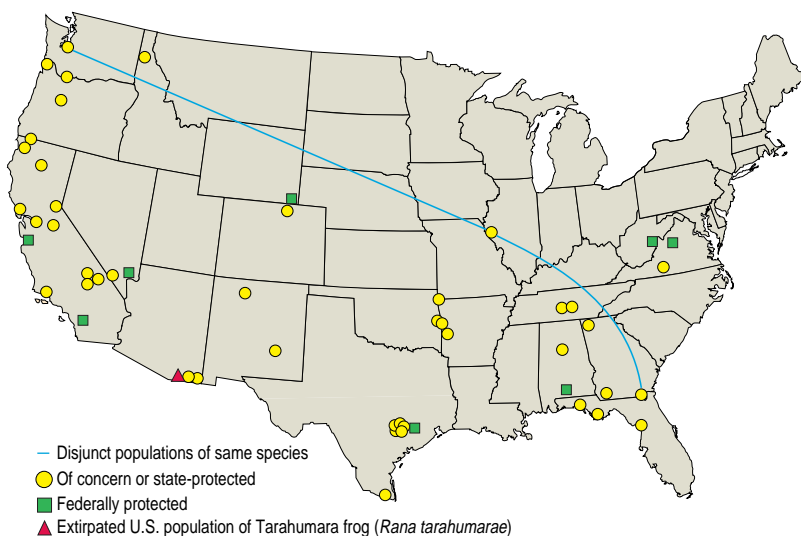 Disjunct populations of same species
Of concern or state-protected
Federally protected
Extirpated U.S. population of Tarahumara frog (Rana tarahumarae)